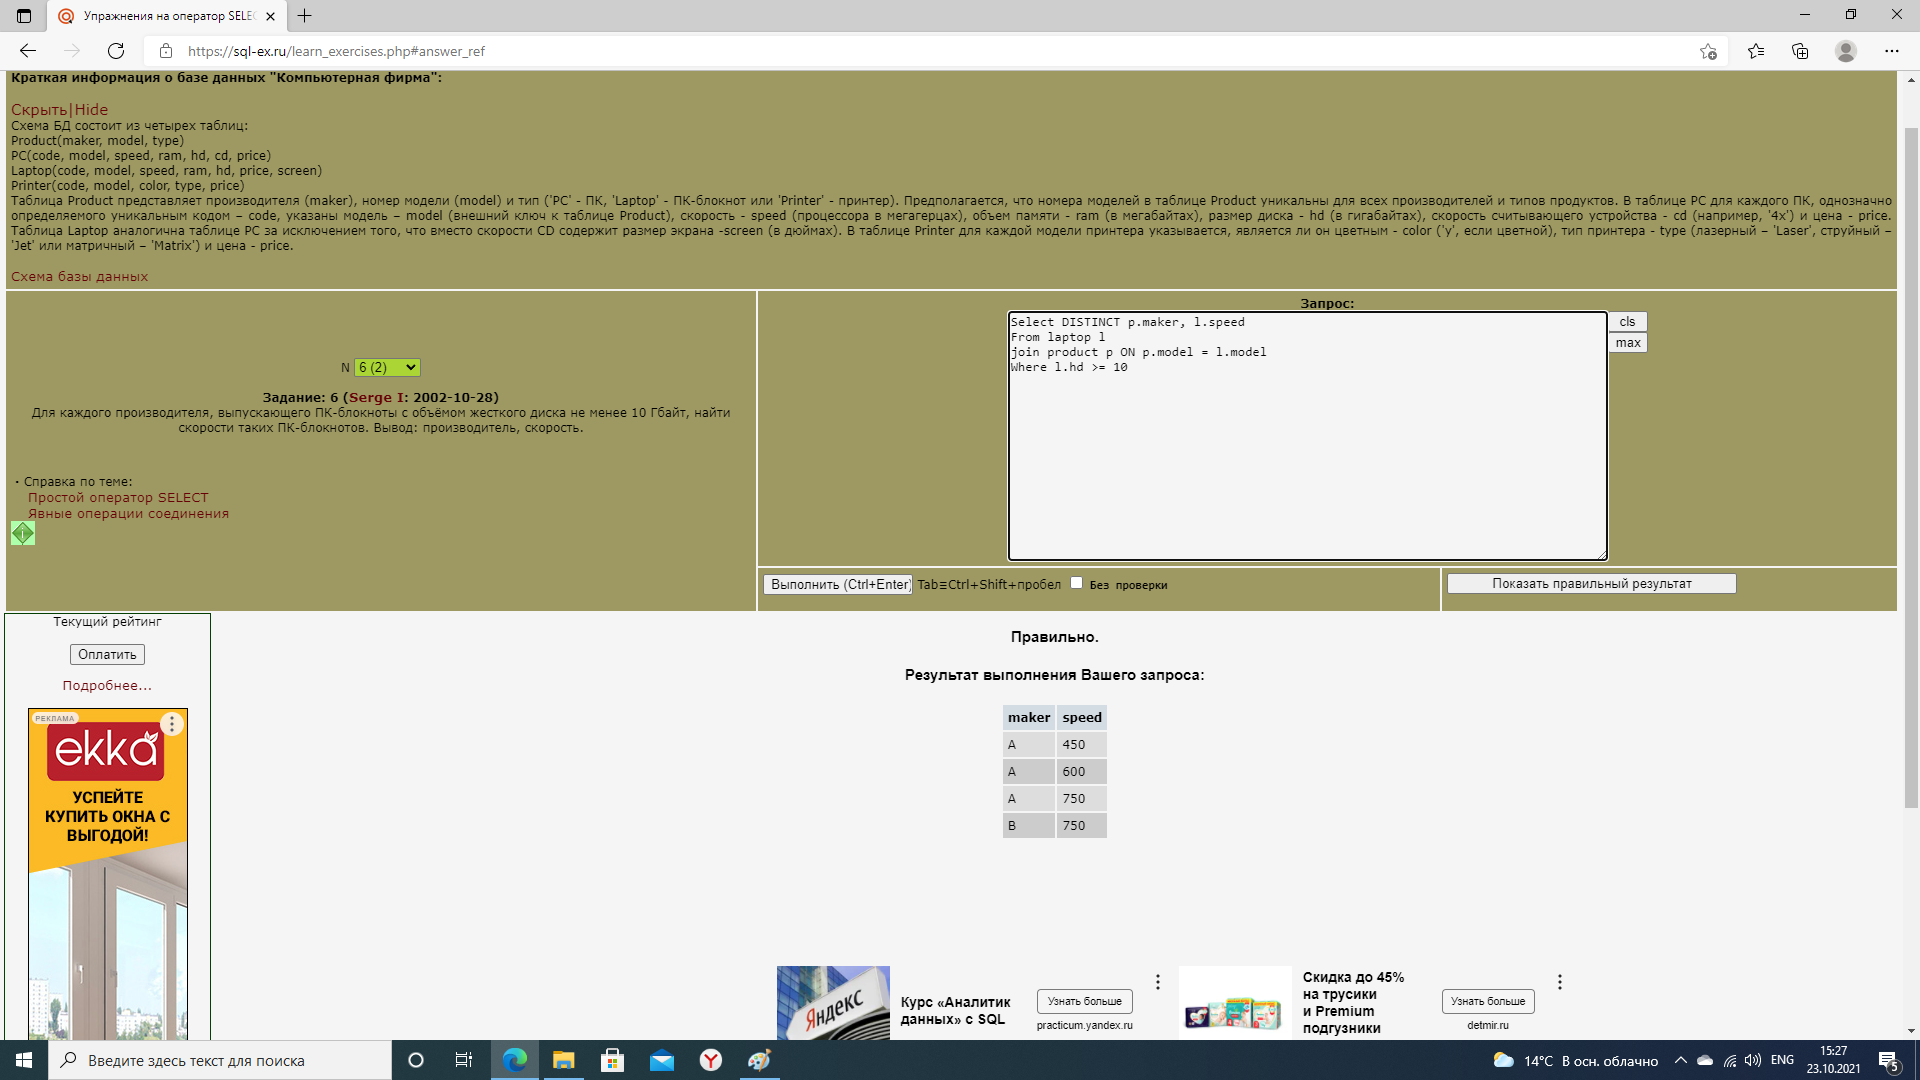 Упражнения на оператор SELE
https://sql-ex.ru/learn_exercises.php#answer_ref
Краткая информация о базе данных "Компьютерная фирма":
Скрыть|Hide
Схема БД состоит из четырех таблиц:
Product(maker, model, type)
PC(code, model, speed, ram, hd, cd, price)
Laptop(code, model, speed, ram, hd, price, screen)
Printer(code, model, color, type, price)
Таблица Product представляет производителя (maker), номер модели (model) и тип ('PC' - ПК, 'Laptop' - ПК-блокнот или 'Printer' - принтер). Предполагается, что номера моделей в таблице Product уникальны для всех производителей и типов продуктов. В таблице PC для каждого ПК, однозначно
определяемого уникальным кодом – code, указаны модель – model (внешний ключ к таблице Product), скорость - speed (процессора в мегагерцах), объем памяти - ram (в мегабайтах), размер диска - hd (в гигабайтах), скорость считывающего устройства - cd (например, '4x') и цена - price.
Таблица Laptop аналогична таблице РС за исключением того, что вместо скорости CD содержит размер экрана -screen (в дюймах). В таблице Printer для каждой модели принтера указывается, является ли он цветным - color ('y', если цветной), тип принтера - type (лазерный – 'Laser', струйный –
'Jet' или матричный – 'Matrix') и цена - price.
Схема базы данных
N 6 (2)
Задание: 6 (Serge I: 2002-10-28)
Для каждого производителя, выпускающего ПК-блокноты c объёмом жесткого диска не менее 10 Гбайт, найти
скорости таких ПК-блокнотов. Вывод: производитель, скорость.
Справка по теме:
Простой оператор SELECT
Явные операции соединения
Запрос:
Select DISTINCT p.maker, l.speed
From laptop l
join product p ON p.model = l.model
Where l.hd >= 10
cls
max
Выполнить (Ctrl+Enter)
Tab≡Ctrl+Shift+пробел
Без проверки
Показать правильный результат
Текущий рейтинг
Оплатить
Подробнее...
РЕКЛАМА
ekka
УСПЕЙТЕ
КУПИТЬ ОКНА С
ВЫГОДОЙ!
Правильно.
Результат выполнения Вашего запроса:
maker speed
A 450
A 600
A 750
B 750
Яндекс
Курс «Аналитик
данных» с SQL
Узнать больше
practicum.yandex.ru
Скидка до 45%
на трусики
и Premium
подгузники
Узнать больше
detmir.ru
Введите здесь текст для поиска
14°C В осн. облачно
ENG
15:27
23.10.2021
5